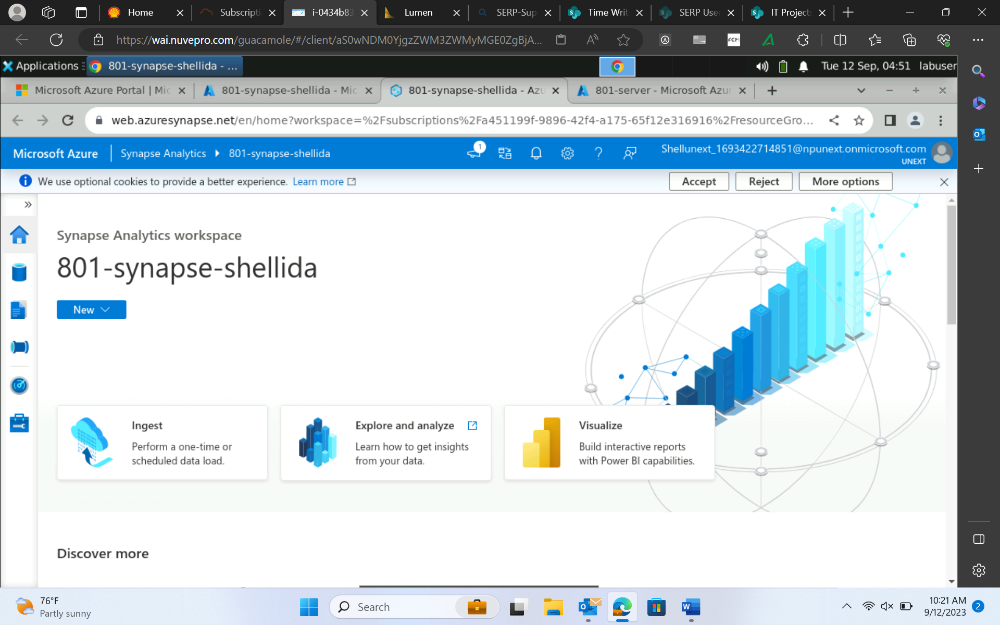 Home
Subscripti
i-0434b83
Lumen
SERP-Sup
Time Writ
SERP User
IT Projects
https://wai.nuvepro.com/guacamole/#/client/aS0wNDM0YjgzZWM3ZWMyMGE0ZgBjA...
Applications
801-synapse-shellida - ...
Tue 12 Sep, 04:51
labuser
Microsoft Azure Portal | Mic
801-synapse-shellida - Mic
801-synapse-shellida - Azu
801-server - Microsoft Azur
web.azuresynapse.net/en/home?workspace=%2Fsubscriptions%2Fa451199f-9896-42f4-a175-65f12e316916%2FresourceGro...
Microsoft Azure
Synapse Analytics
801-synapse-shellida
1
Shellunext_1693422714851@npunext.onmicrosoft.com
UNEXT
We use optional cookies to provide a better experience. Learn more
Accept
Reject
More options
Synapse Analytics workspace
801-synapse-shellida
New
Ingest
Perform a one-time or
scheduled data load.
Explore and analyze
Learn how to get insights
from your data.
Visualize
Build interactive reports
with Power BI capabilities.
Discover more
76°F
Partly sunny
Search
10:21 AM
9/12/2023
2